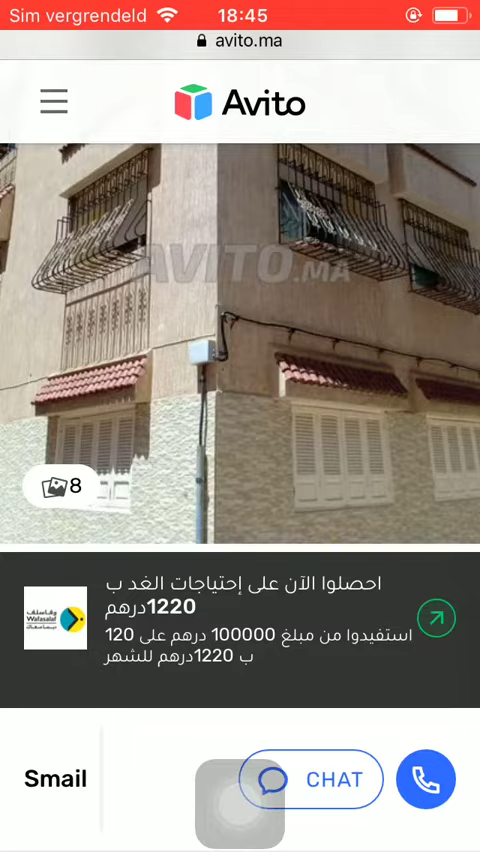 Sim vergrendeld 18:45
avito.ma
Avito
AVITO.MA
8
احصلوا الآن على إحتياجات الغد ب
1220درهم
وفاسلف
Wafasalaf
استفيدوا من مبلغ 100000 درهم على 120
ب 1220درهم للشهر
Smail
CHAT